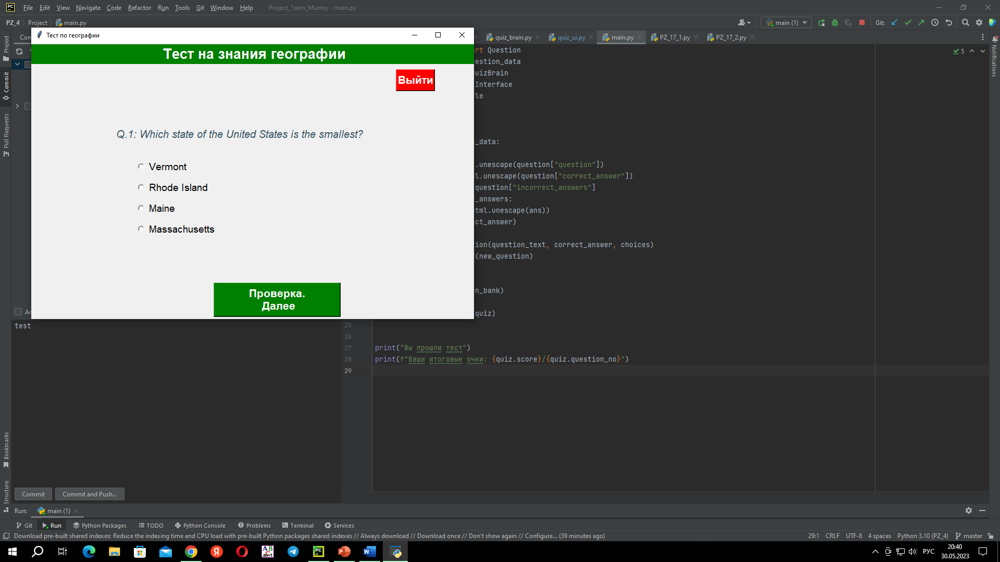 File Edit View Navigate Code Refactor Run Tools Git Window Help Project_1sem_Mumry - main.py
PZ_4 Project main.py
main (1)
Git:
Тест по географии
Тест на знания географии
Выйти
Q.1: Which state of the United States is the smallest?
Vermont
Rhode Island
Maine
Massachusetts
Проверка.
Далее
quiz_brain.py quiz_ui.py main.py PZ_17_1.py PZ_17_2.py
5
rt Question
estion_data
uizBrain
Interface
le
_data:
.unescape(question["question"])
l.unescape(question["correct_answer"])
question["incorrect_answers"]
_answers:
tml.unescape(ans))
ct_answer)
ion(question_text, correct_answer, choices)
(new_question)
n_bank)
quiz)
25
26
27 print("Вы прошли тест")
28 print(f"Ваши итоговые очки: {quiz.score}/{quiz.question_no}")
29
Project
Commit
Pull Requests
Bookmarks
Structure
Notifications
Con
Ar
test
Commit Commit and Push...
Run: main (1)
Git Run Python Packages TODO Python Console Problems Terminal Services
Download pre-built shared indexes: Reduce the indexing time and CPU load with pre-built Python packages shared indexes // Always download // Download once // Don't show again // Configure... (39 minutes ago)
29:1 CRLF UTF-8 4 spaces Python 3.10 (PZ_4) master
РУС
20:40
30.05.2023